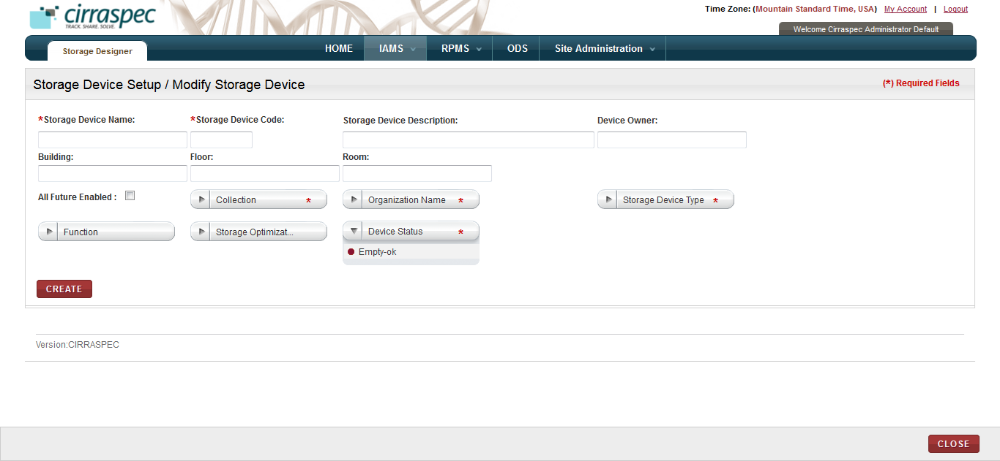 cirraspec
TRACK. SHARE. SOLVE.
Time Zone: (Mountain Standard Time, USA) My Account | Logout
Welcome Cirraspec Administrator Default
Storage Designer
HOME IAMS RPMS ODS Site Administration
Storage Device Setup / Modify Storage Device
(*) Required Fields
*Storage Device Name: *Storage Device Code: Storage Device Description: Device Owner:
Building: Floor: Room:
All Future Enabled : Collection * Organization Name * Storage Device Type *
Function Storage Optimizat... Device Status *
Empty-ok
CREATE
Version:CIRRASPEC
CLOSE